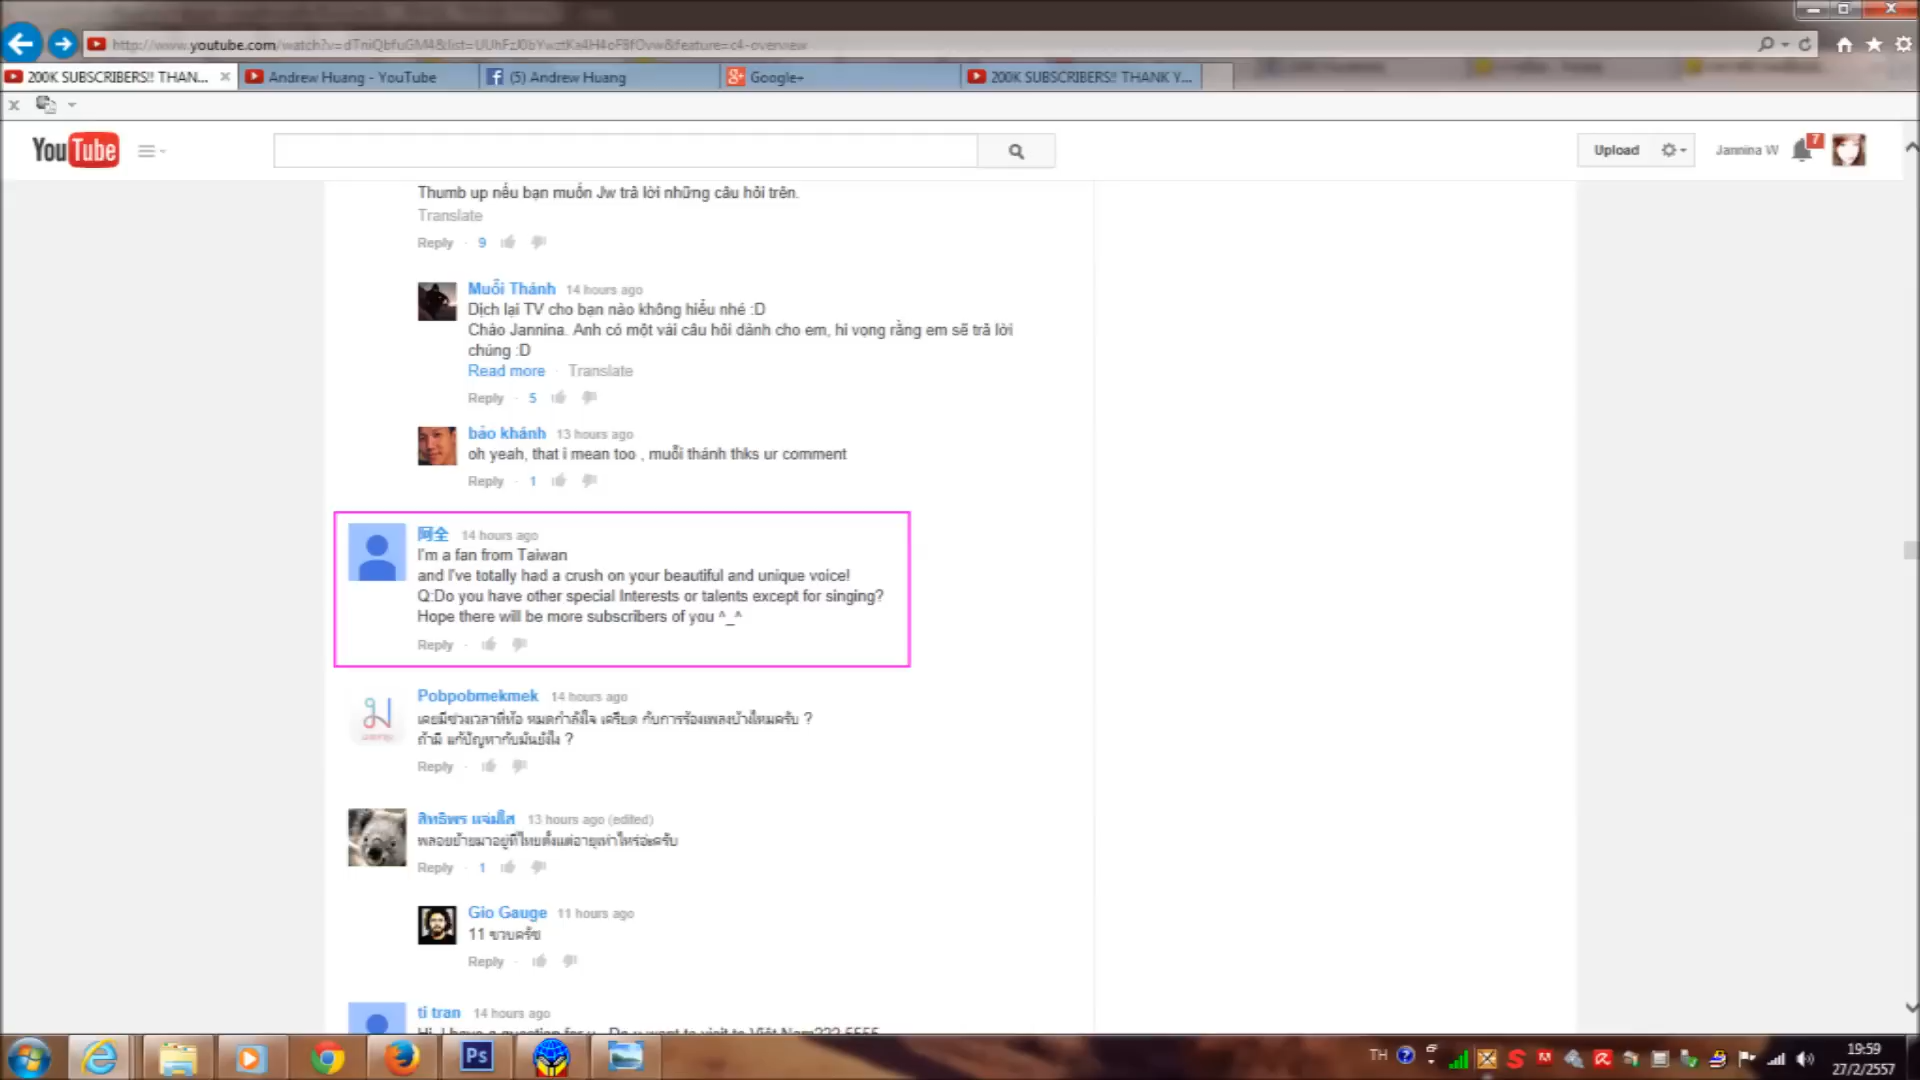 http://www.youtube.com/watch?v=dTniQbfuGM4&list=UUhFzJ0bYwztKa4H4oF8fOvw&feature=c4-overview
200K SUBSCRIBERS!! THAN...
Andrew Huang - YouTube
(5) Andrew Huang
Google+
200K SUBSCRIBERS!! THANK Y...
YouTube
Upload
Jannina W
7
Thumb up nếu bạn muốn Jw trả lời những câu hỏi trên.
Translate
Reply · 9
Muỗi Thánh 14 hours ago
Dịch lại TV cho bạn nào không hiểu nhé :D
Chào Jannina. Anh có một vài câu hỏi dành cho em, hi vọng rằng em sẽ trả lời
chúng :D
Read more · Translate
Reply · 5
bảo khánh 13 hours ago
oh yeah, that i mean too , muỗi thánh thks ur comment
Reply · 1
阿全 14 hours ago
I'm a fan from Taiwan
and I've totally had a crush on your beautiful and unique voice!
Q:Do you have other special Interests or talents except for singing?
Hope there will be more subscribers of you ^_^
Reply ·
Pobpobmekmek 14 hours ago
เคยมีช่วงเวลาที่ท้อ หมดกำลังใจ เครียด กับการร้องเพลงบ้างไหมครับ ?
ถ้ามี แก้ปัญหากับมันยังไง ?
Reply ·
สิทธิพร แจ่มใส 13 hours ago (edited)
พลอยย้ายมาอยู่ที่ไทยตั้งแต่อายุเท่าไหร่อ่ะครับ
Reply · 1
Gio Gauge 11 hours ago
11 ขวบครัช
Reply ·
ti tran 14 hours ago
Hi, I have a question for u . Do u want to visit to Việt Nam??? 5555
Ps
TH
19:59
27/2/2557